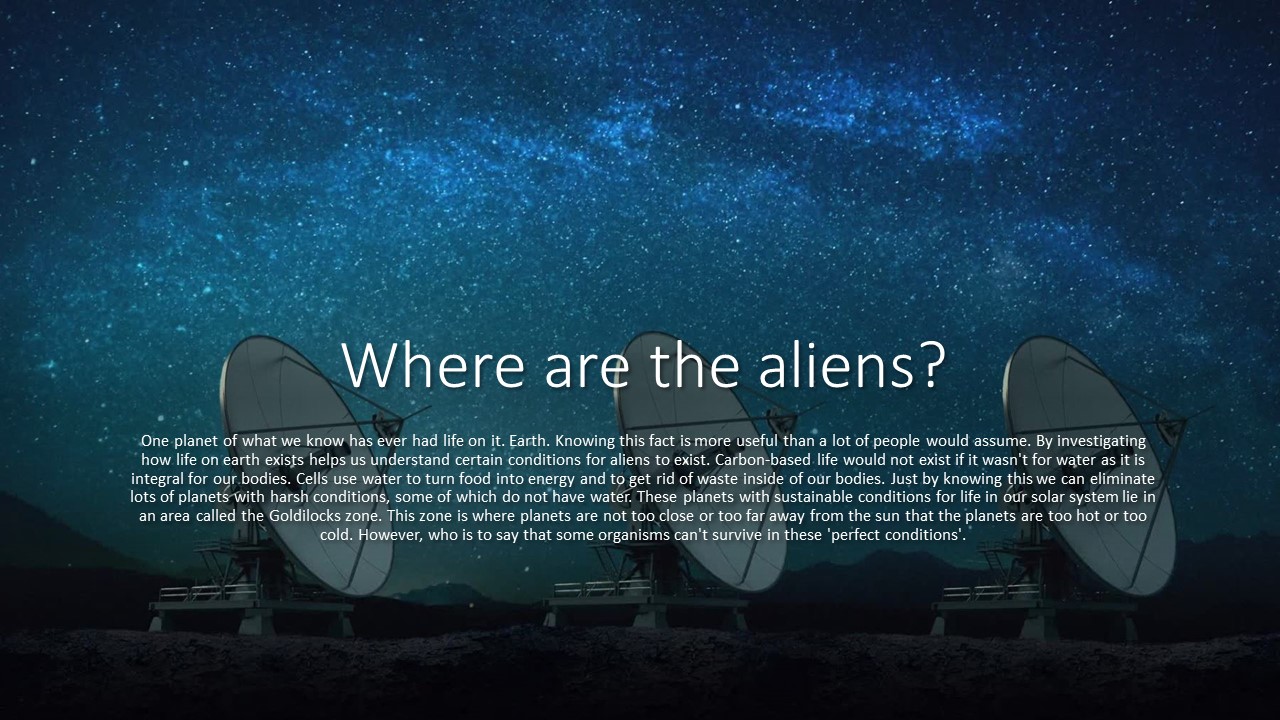 Where are the aliens?
One planet of what we know has ever had life on it. Earth. Knowing this fact is more useful than a lot of people would assume. By investigating
how life on earth exists helps us understand certain conditions for aliens to exist. Carbon-based life would not exist if it wasn't for water as it is
integral for our bodies. Cells use water to turn food into energy and to get rid of waste inside of our bodies. Just by knowing this we can eliminate
lots of planets with harsh conditions, some of which do not have water. These planets with sustainable conditions for life in our solar system lie in
an area called the Goldilocks zone. This zone is where planets are not too close or too far away from the sun that the planets are too hot or too
cold. However, who is to say that some organisms can't survive in these 'perfect conditions'.